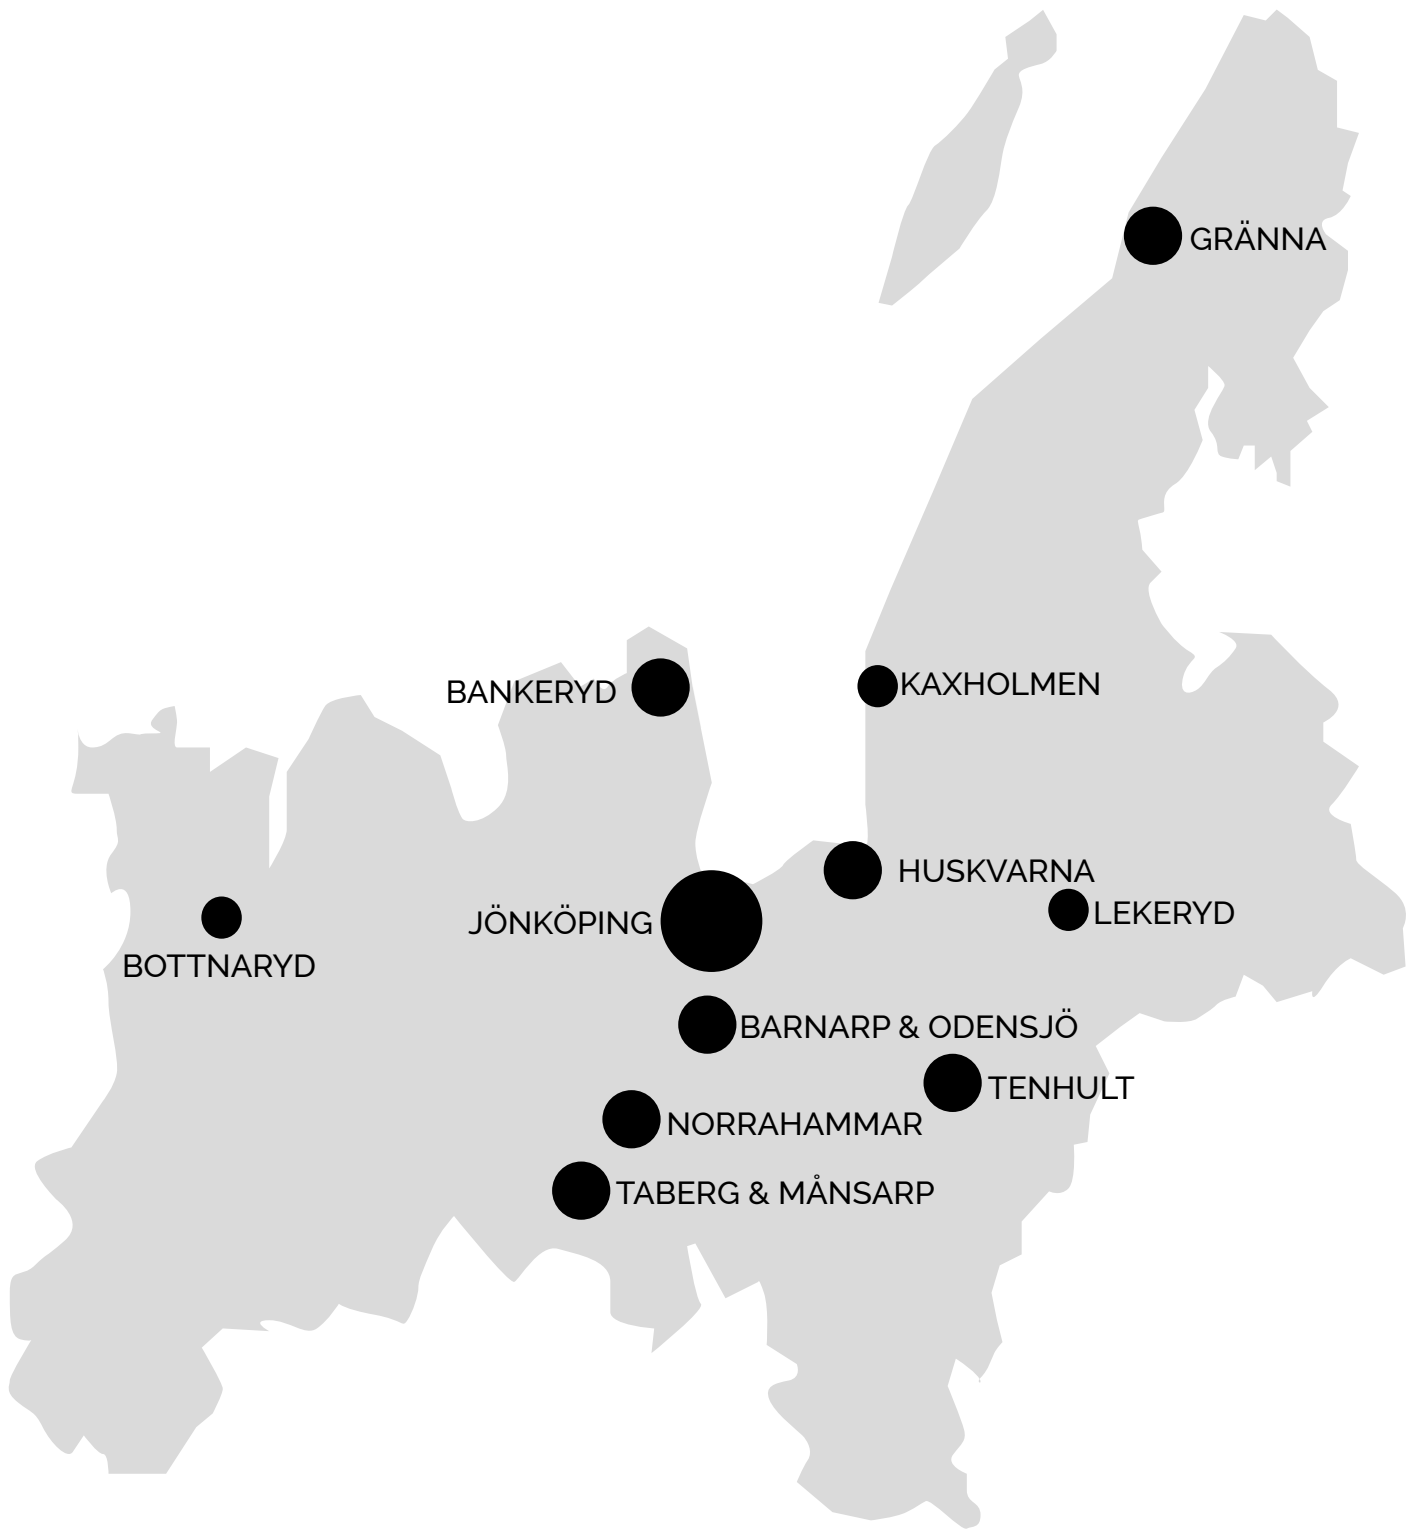 GRÄNNA
KAXHOLMEN
BANKERYD
HUSKVARNA
LEKERYD
JÖNKÖPING
BOTTNARYD
BARNARP & ODENSJÖ
TENHULT
NORRAHAMMAR
TABERG & MÅNSARP